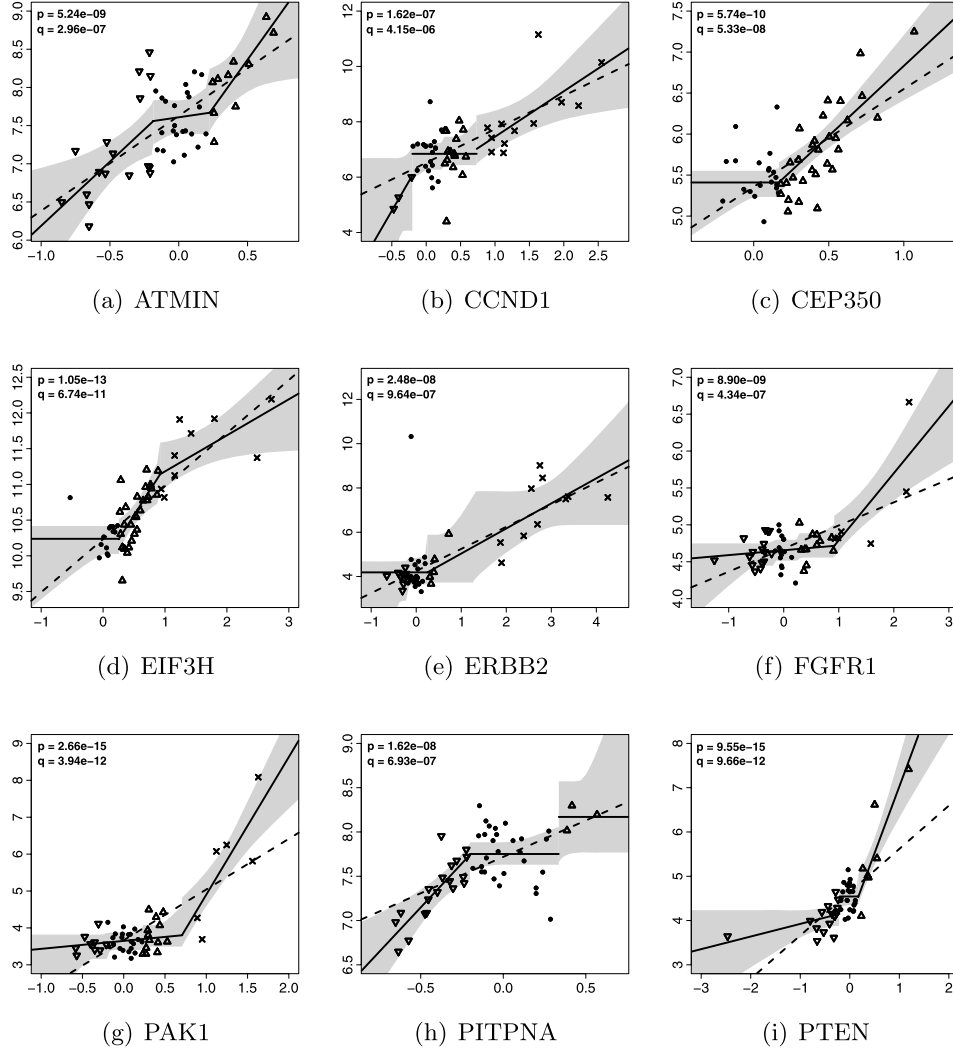 p = 5.24e−09
q = 2.96e−07
6.0 6.5 7.0 7.5 8.0 8.5 9.0
−1.0 −0.5 0.0 0.5
(a) ATMIN
p = 1.62e−07
q = 4.15e−06
4 6 8 10 12
−0.5 0.0 0.5 1.0 1.5 2.0 2.5
(b) CCND1
p = 5.74e−10
q = 5.33e−08
5.0 5.5 6.0 6.5 7.0 7.5
0.0 0.5 1.0
(c) CEP350
p = 1.05e−13
q = 6.74e−11
9.5 10.0 10.5 11.0 11.5 12.0 12.5
−1 0 1 2 3
(d) EIF3H
p = 2.48e−08
q = 9.64e−07
4 6 8 10 12
−1 0 1 2 3 4
(e) ERBB2
p = 8.90e−09
q = 4.34e−07
4.0 4.5 5.0 5.5 6.0 6.5 7.0
−1 0 1 2 3
(f) FGFR1
p = 2.66e−15
q = 3.94e−12
3 4 5 6 7 8 9
−1.0 −0.5 0.0 0.5 1.0 1.5 2.0
(g) PAK1
p = 1.62e−08
q = 6.93e−07
6.5 7.0 7.5 8.0 8.5 9.0
−0.5 0.0 0.5
(h) PITPNA
p = 9.55e−15
q = 9.66e−12
3 4 5 6 7 8
−3 −2 −1 0 1 2
(i) PTEN